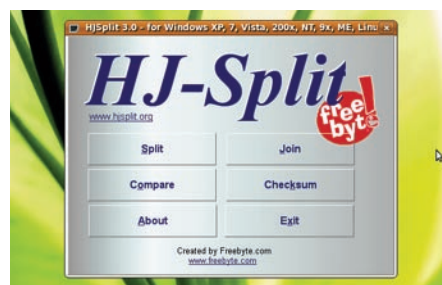 HJSplit 3.0 - for Windows XP, 7, Vista, 200x, NT, 9x, ME, Linu
HJ-Split
free
byte!
www.hjsplit.org
Split
Join
Compare
Checksum
About
Exit
Created by Freebyte.com
www.freebyte.com